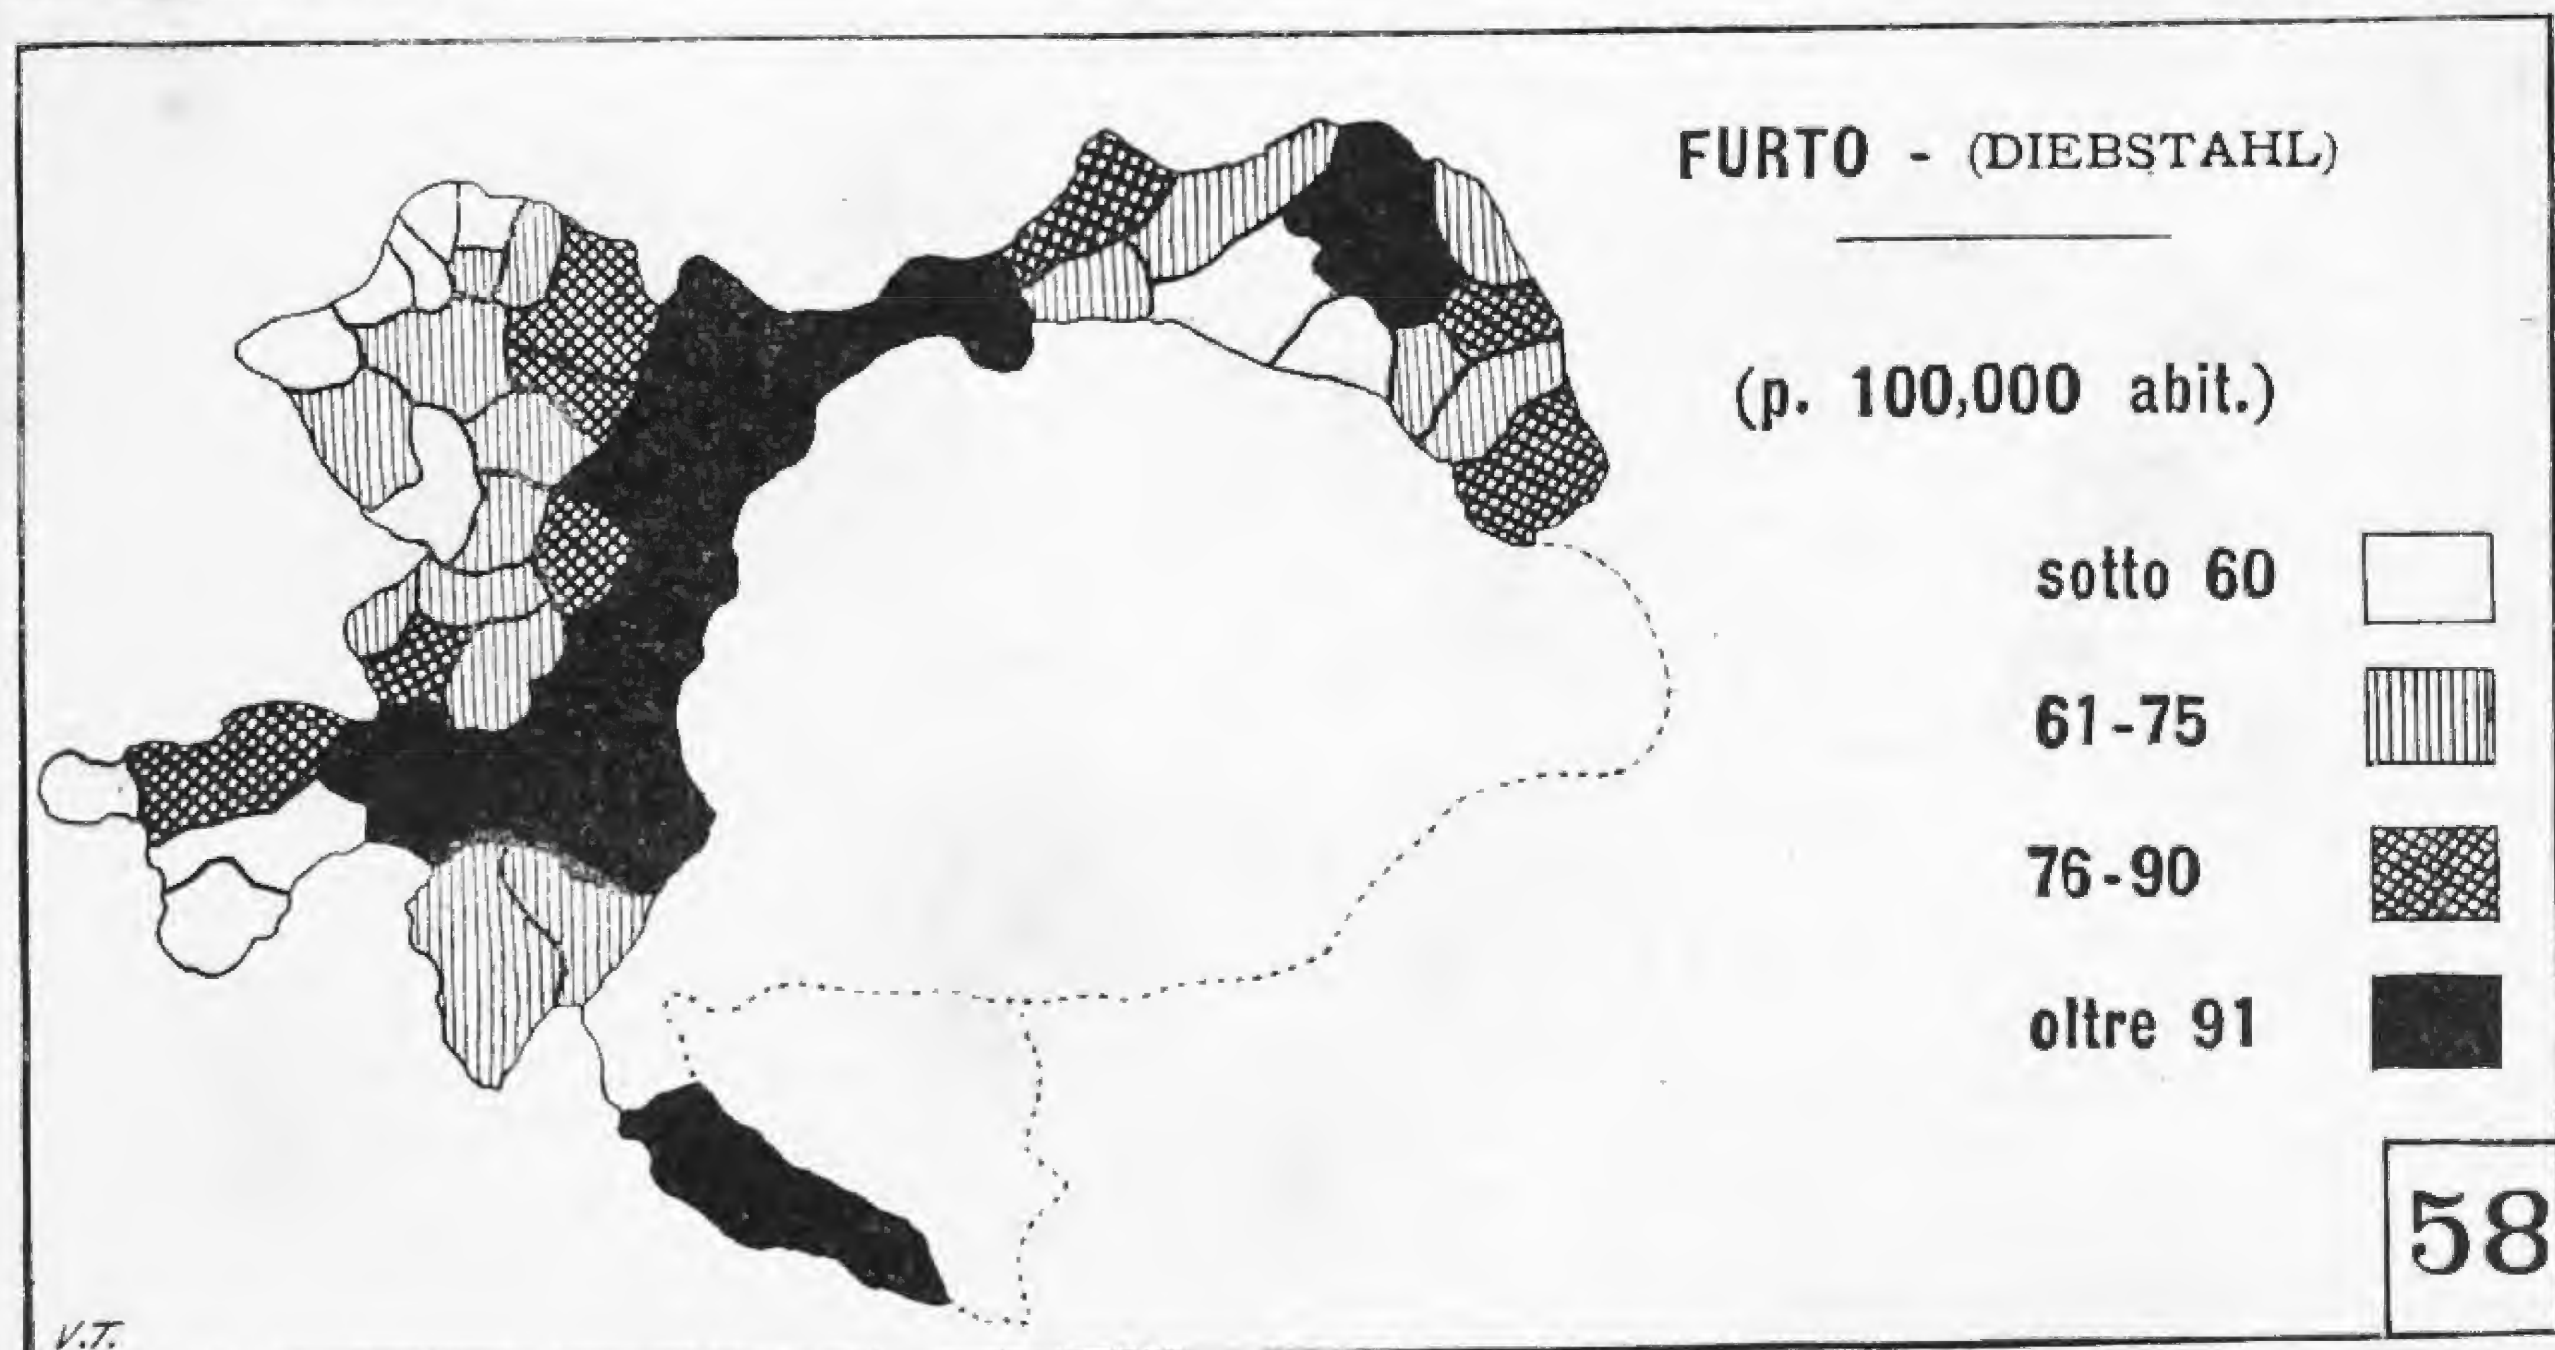 FURTO - (DIEBSTAHL)
(p. 100,000 abit.)
sotto 60
61-75
76-90
oltre 91
58
V.T.